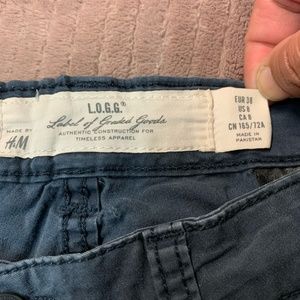 L.O.G.G.®
Label of Graded Goods
MADE BY
H&M
AUTHENTIC CONSTRUCTION FOR
TIMELESS APPAREL
EUR 38
US 8
CA 8
CN 165/72A
MADE IN
PAKISTAN